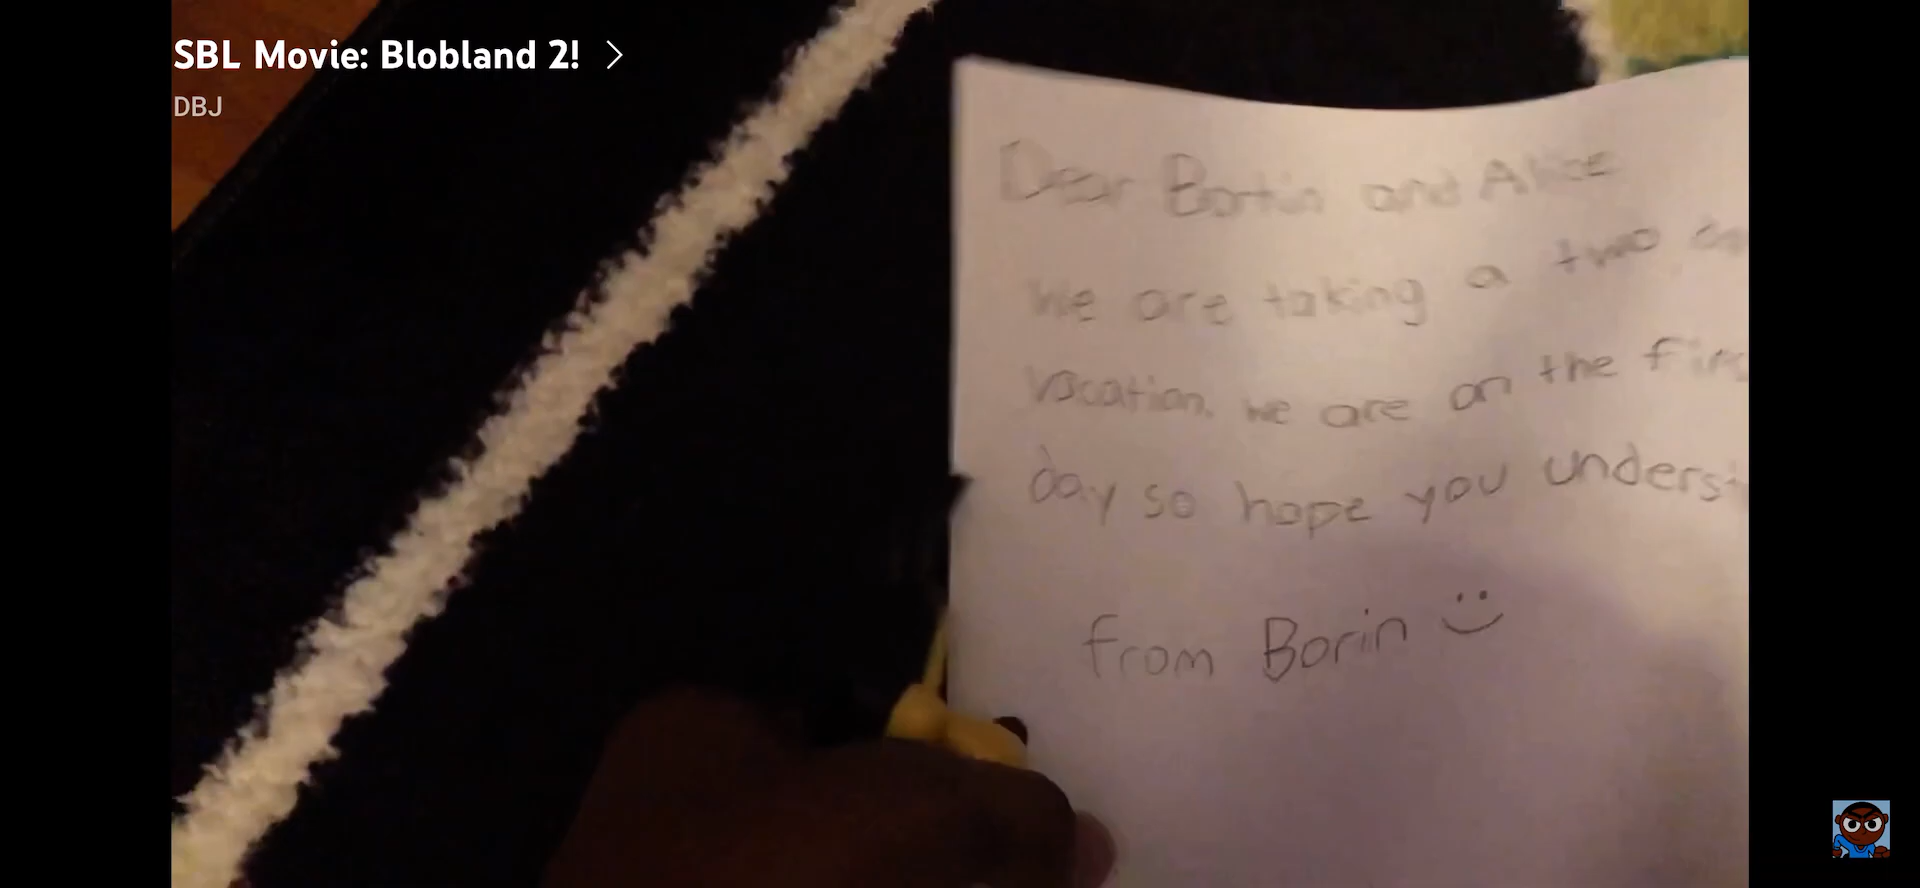 SBL Movie: Blobland 2!
DBJ
Dear and Alice
We are taking a two
vacation. we are on the
day so hope you
from Borin